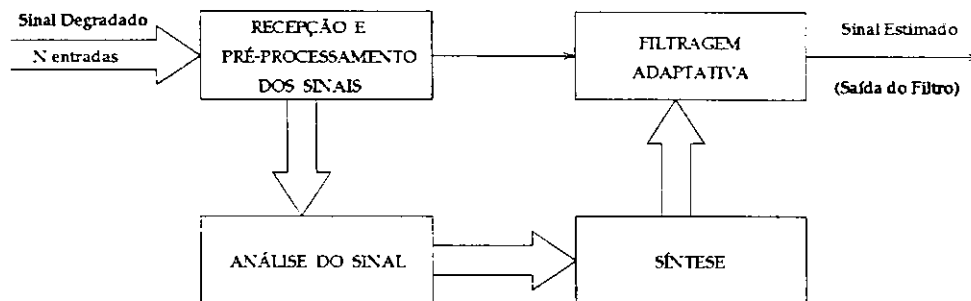 Sinal Degradado
N entradas
RECEPÇÃO E
PRÉ-PROCESSAMENTO
DOS SINAIS
FILTRAGEM
ADAPTATIVA
Sinal Estimado
(Saída do Filtro)
ANÁLISE DO SINAL
SÍNTESE